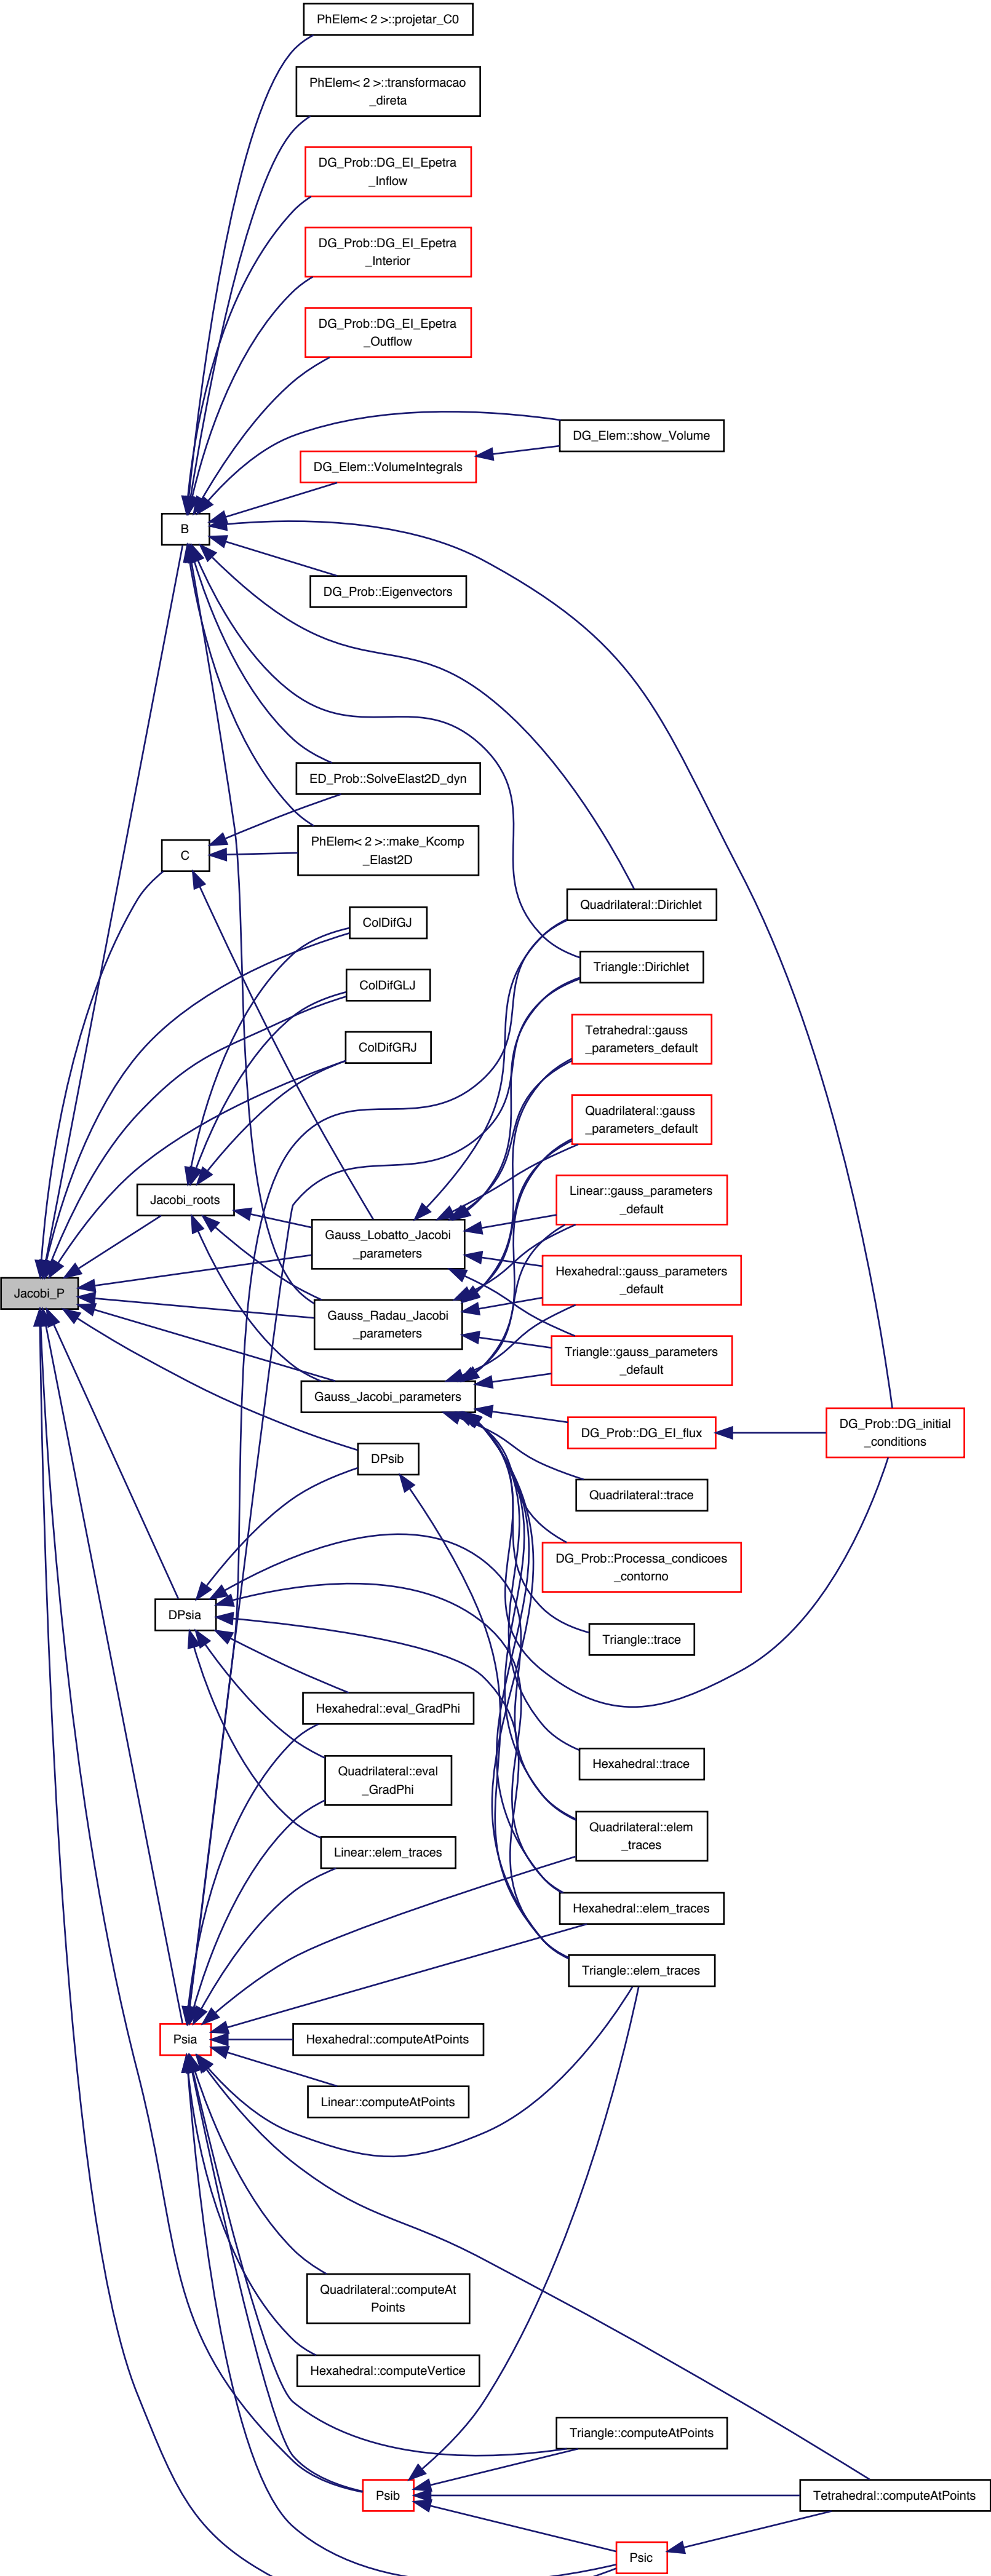 PhElem< 2 >::projetar_C0
PhElem< 2 >::transformacao
_direta
DG_Prob::DG_EI_Epetra
_Inflow
DG_Prob::DG_EI_Epetra
_Interior
DG_Prob::DG_EI_Epetra
_Outflow
DG_Elem::show_Volume
DG_Elem::VolumeIntegrals
B
DG_Prob::Eigenvectors
ED_Prob::SolveElast2D_dyn
PhElem< 2 >::make_Kcomp
_Elast2D
C
Quadrilateral::Dirichlet
ColDifGJ
Triangle::Dirichlet
ColDifGLJ
Tetrahedral::gauss
_parameters_default
ColDifGRJ
Quadrilateral::gauss
_parameters_default
Jacobi_roots
Linear::gauss_parameters
_default
Gauss_Lobatto_Jacobi
_parameters
Hexahedral::gauss_parameters
_default
Jacobi_P
Gauss_Radau_Jacobi
_parameters
Triangle::gauss_parameters
_default
Gauss_Jacobi_parameters
DG_Prob::DG_EI_flux
DG_Prob::DG_initial
_conditions
DPsib
Quadrilateral::trace
DG_Prob::Processa_condicoes
_contorno
DPsia
Triangle::trace
Hexahedral::eval_GradPhi
Hexahedral::trace
Quadrilateral::eval
_GradPhi
Quadrilateral::elem
_traces
Linear::elem_traces
Hexahedral::elem_traces
Triangle::elem_traces
Psia
Hexahedral::computeAtPoints
Linear::computeAtPoints
Quadrilateral::computeAt
Points
Hexahedral::computeVertice
Triangle::computeAtPoints
Psib
Tetrahedral::computeAtPoints
Psic